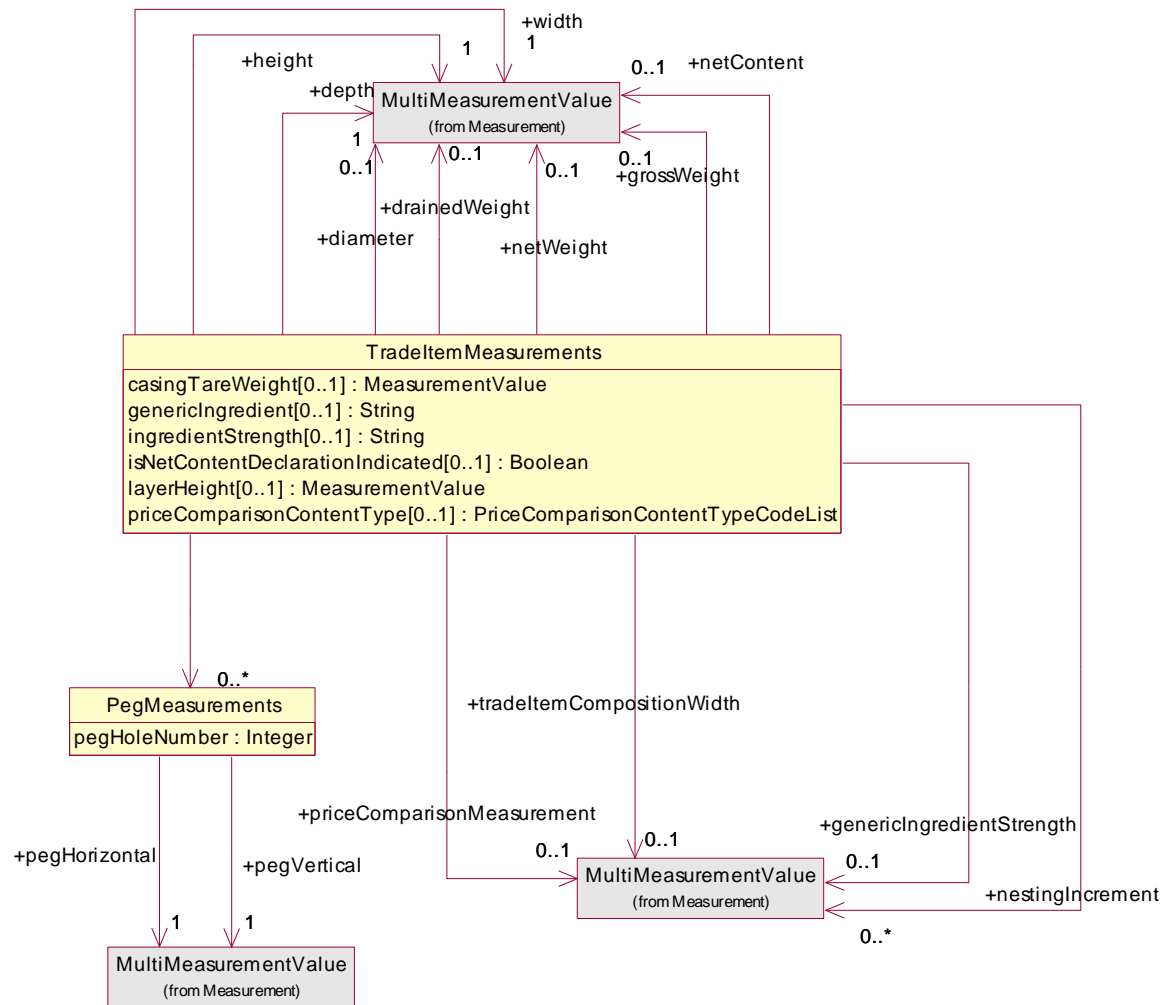 +width
1
1
+height
+netContent
0..1
+depth
MultiMeasurementValue
(from Measurement)
1
0..1
0..1
0..1
0..1
+grossWeight
+drainedWeight
+diameter
+netWeight
TradeItemMeasurements
casingTareWeight[0..1] : MeasurementValue
genericIngredient[0..1] : String
ingredientStrength[0..1] : String
isNetContentDeclarationIndicated[0..1] : Boolean
layerHeight[0..1] : MeasurementValue
priceComparisonContentType[0..1] : PriceComparisonContentTypeCodeList
0..*
PegMeasurements
pegHoleNumber : Integer
+tradeItemCompositionWidth
+priceComparisonMeasurement
+genericIngredientStrength
+pegHorizontal
+pegVertical
0..1
0..1
0..1
MultiMeasurementValue
(from Measurement)
+nestingIncrement
0..*
1
1
MultiMeasurementValue
(from Measurement)